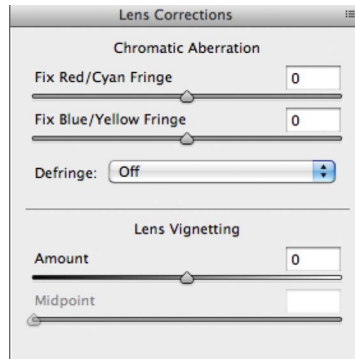 Lens Corrections
Chromatic Aberration
Fix Red/Cyan Fringe 0
Fix Blue/Yellow Fringe 0
Defringe: Off
Lens Vignetting
Amount 0
Midpoint